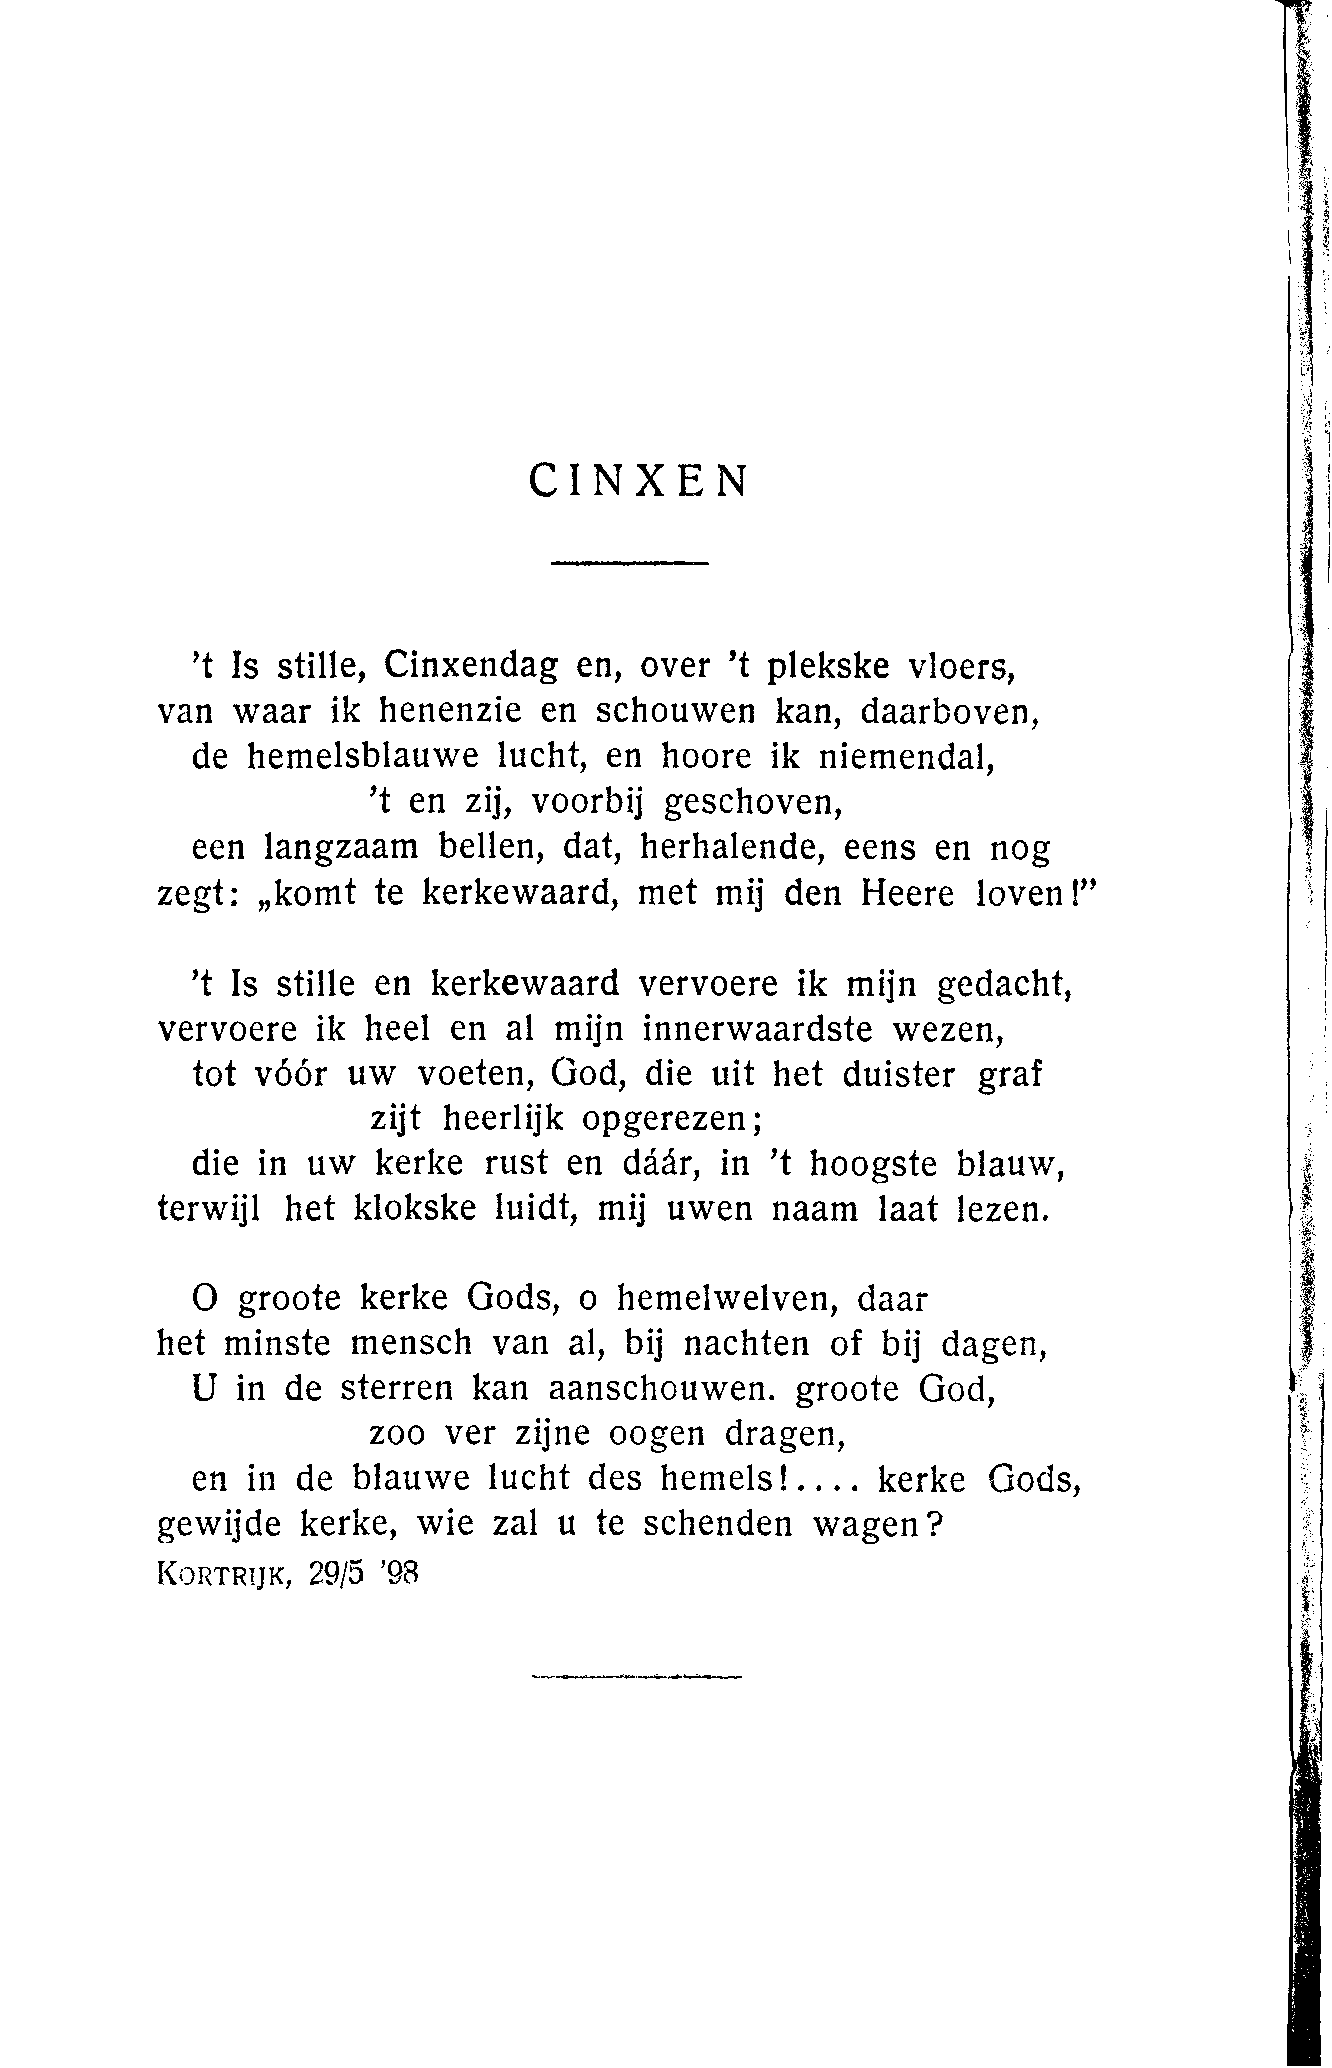 CINXEN
't Is stille, Cinxendag en, over 't plekske vloers,
van waar ik henenzie en schouwen kan, daarboven,
de hemelsblauwe lucht, en hoore ik niemendal,
't en zij, voorbij geschoven,
een langzaam bellen, dat, herhalende, eens en nog
zegt: „komt te kerkewaard, met mij den Heere loven!”
't Is stille en kerkewaard vervoere ik mijn gedacht,
vervoere ik heel en al mijn innerwaardste wezen,
tot vóór uw voeten, God, die uit het duister graf
zijt heerlijk opgerezen;
die in uw kerke rust en dáár, in 't hoogste blauw,
terwijl het klokske luidt, mij uwen naam laat lezen.
O groote kerke Gods, o hemelwelven, daar
het minste mensch van al, bij nachten of bij dagen,
U in de sterren kan aanschouwen. groote God,
zoo ver zijne oogen dragen,
en in de blauwe lucht des hemels!.... kerke Gods,
gewijde kerke, wie zal u te schenden wagen?
KORTRIJK, 29/5 '98